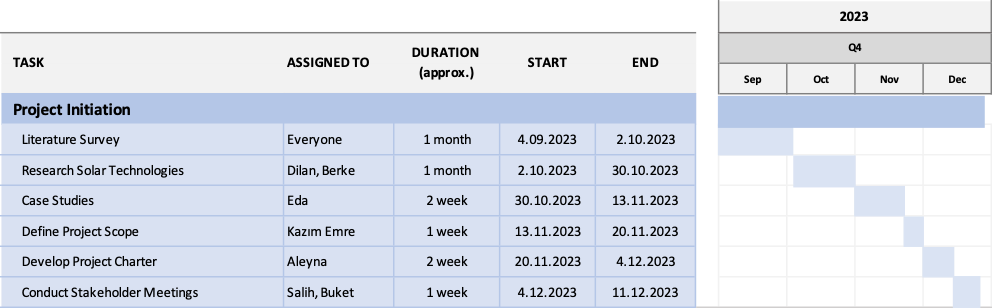 2023
Q4
TASK ASSIGNED TO DURATION (approx.) START END Sep Oct Nov Dec
Project Initiation
Literature Survey Everyone 1 month 4.09.2023 2.10.2023
Research Solar Technologies Dilan, Berke 1 month 2.10.2023 30.10.2023
Case Studies Eda 2 week 30.10.2023 13.11.2023
Define Project Scope Kazım Emre 1 week 13.11.2023 20.11.2023
Develop Project Charter Aleyna 2 week 20.11.2023 4.12.2023
Conduct Stakeholder Meetings Salih, Buket 1 week 4.12.2023 11.12.2023